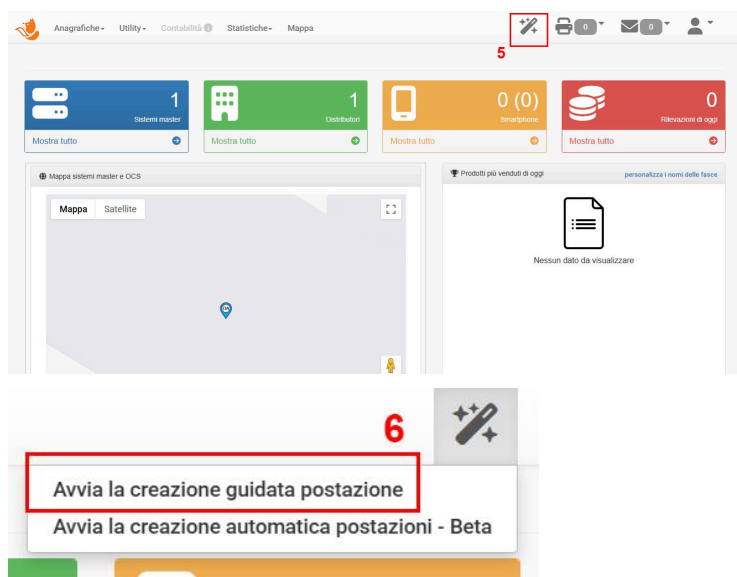 Anagrafiche Utility Contabilità Statistiche Mappa 0 0
5
1
Sistemi master
Mostra tutto
1
Distributori
Mostra tutto
0 (0)
Smartphone
Mostra tutto
0
Rilevazioni di oggi
Mostra tutto
Mappa sistemi master e OCS
Mappa Satellite
Prodotti più venduti di oggi personalizza i nomi delle fasce
Nessun dato da visualizzare
6
Avvia la creazione guidata postazione
Avvia la creazione automatica postazioni - Beta